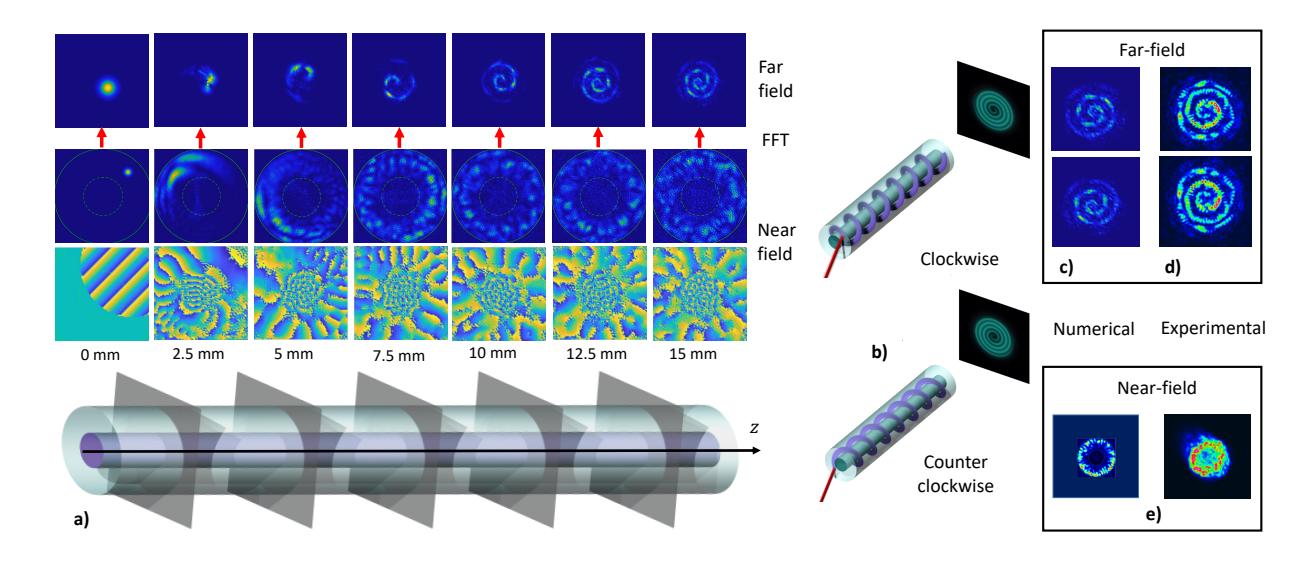 Far
field
FFT
Near
field
0 mm
2.5 mm
5 mm
7.5 mm
10 mm
12.5 mm
15 mm
z
a)
Clockwise
b)
Counter
clockwise
Far-field
c)
d)
Numerical
Experimental
Near-field
e)